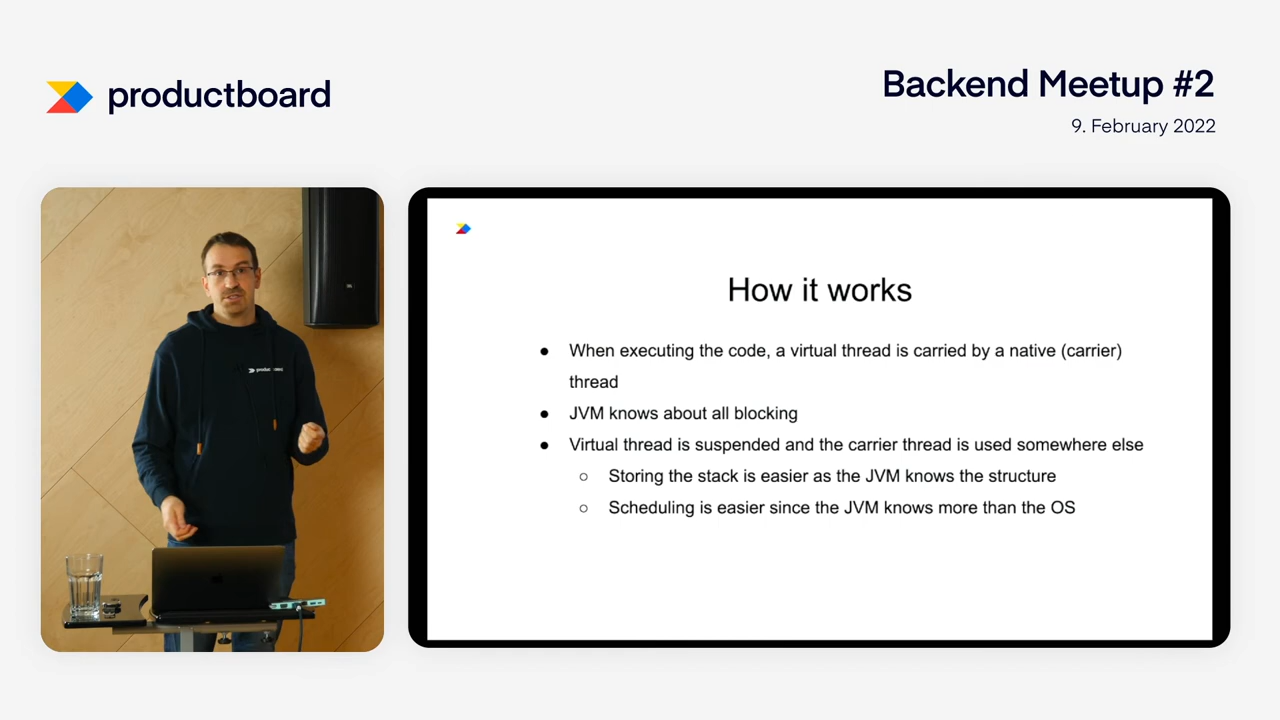 productboard
Backend Meetup #2
9. February 2022
How it works
● When executing the code, a virtual thread is carried by a native (carrier)
thread
● JVM knows about all blocking
● Virtual thread is suspended and the carrier thread is used somewhere else
○ Storing the stack is easier as the JVM knows the structure
○ Scheduling is easier since the JVM knows more than the OS